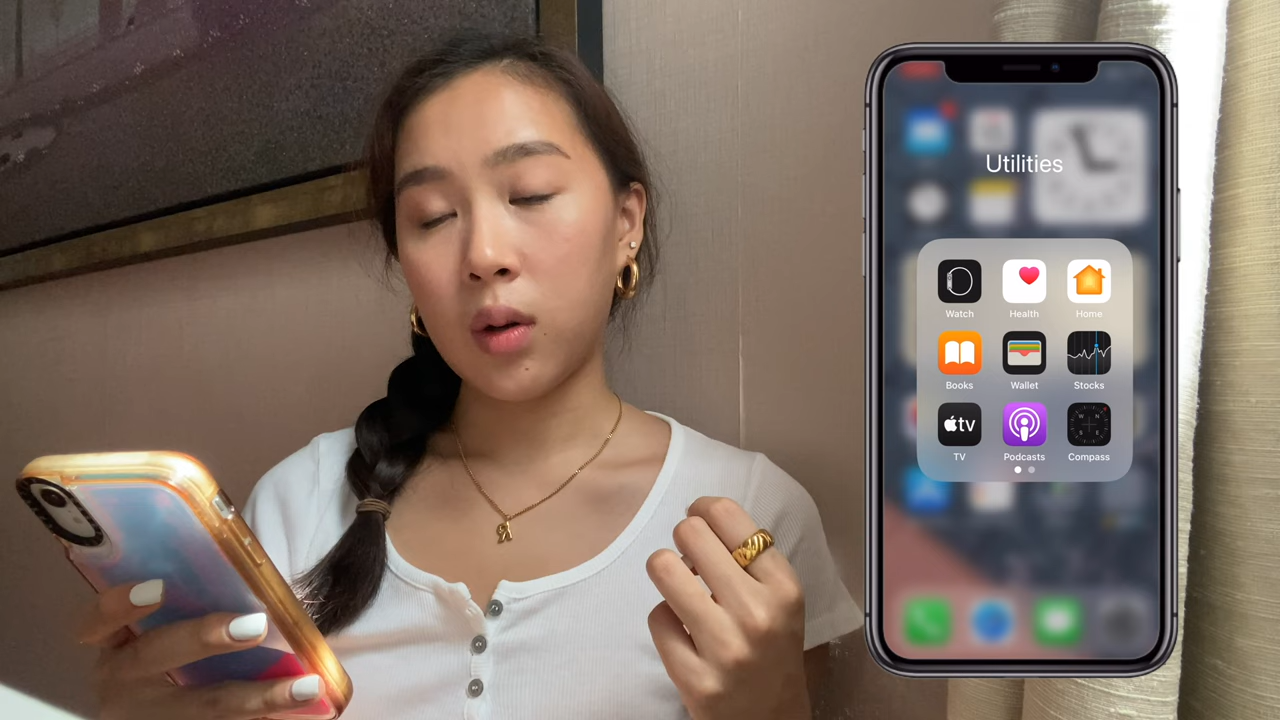 Utilities
Watch Health Home
Books Wallet Stocks
tv
TV Podcasts Compass